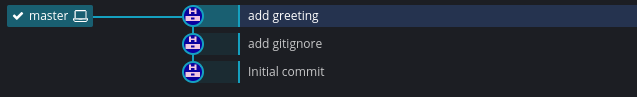 master add greeting
add gitignore
Initial commit